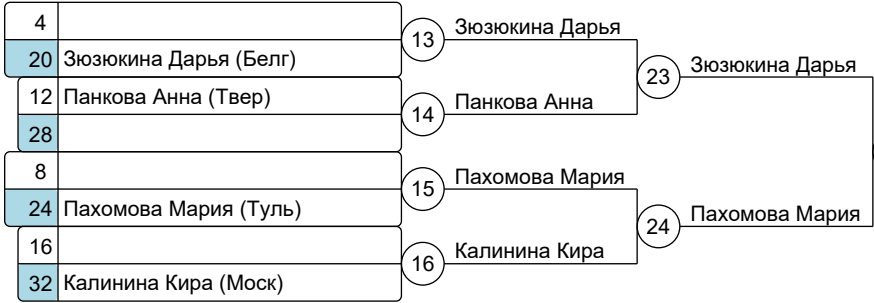 4
13 Зюзюкина Дарья
20 Зюзюкина Дарья (Белг)
23 Зюзюкина Дарья
12 Панкова Анна (Твер)
14 Панкова Анна
28
8
15 Пахомова Мария
24 Пахомова Мария (Туль)
24 Пахомова Мария
16
16 Калинина Кира
32 Калинина Кира (Моск)